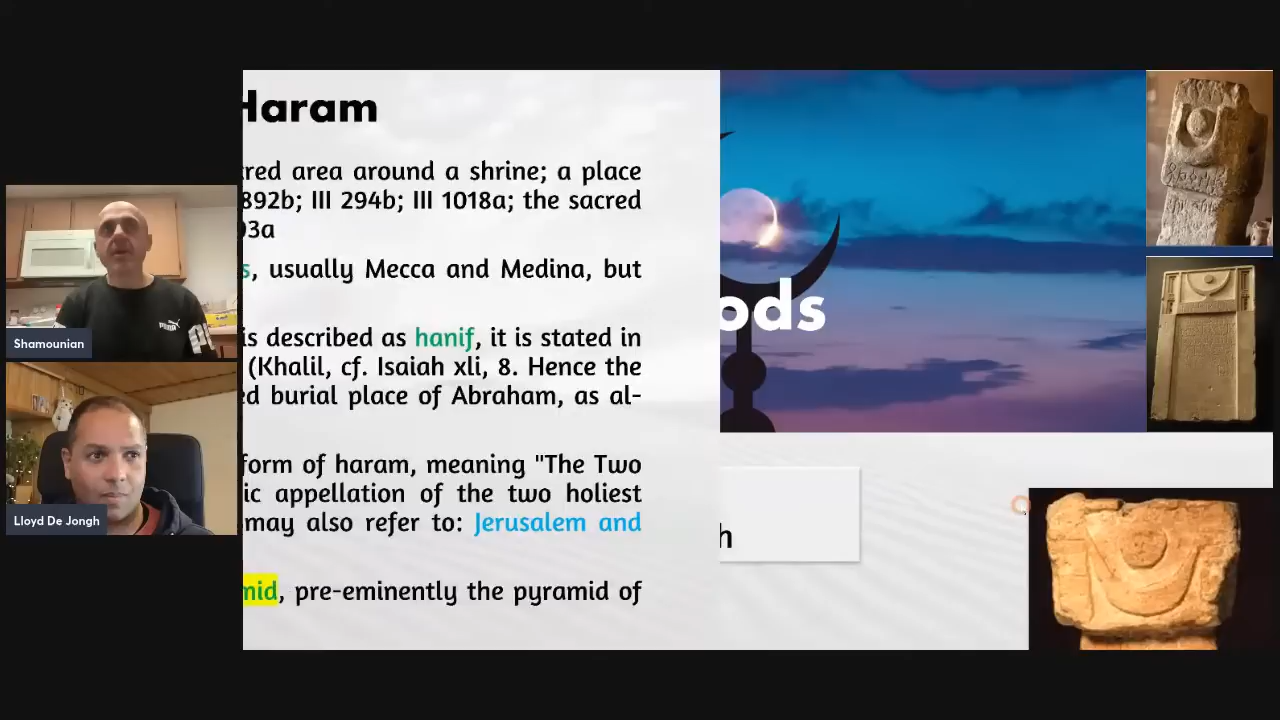 Haram
cred area around a shrine; a place
892b; III 294b; III 1018a; the sacred
03a
s, usually Mecca and Medina, but
is described as hanif, it is stated in
(Khalil, cf. Isaiah xli, 8. Hence the
ed burial place of Abraham, as al-
form of haram, meaning "The Two
ic appellation of the two holiest
may also refer to: Jerusalem and
mid, pre-eminently the pyramid of
ods
h
Shamounian
Lloyd De Jongh
PUMA